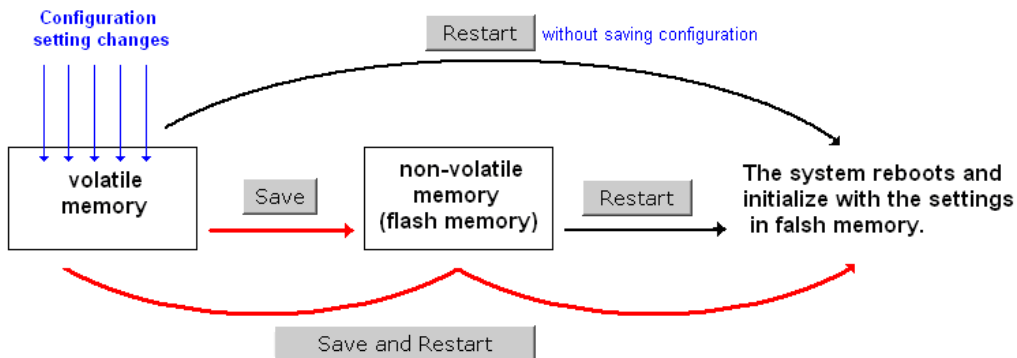 Configuration
setting changes
Restart
without saving configuration
volatile
memory
Save
non-volatile
memory
(flash memory)
Restart
The system reboots and
initialize with the settings
in falsh memory.
Save and Restart